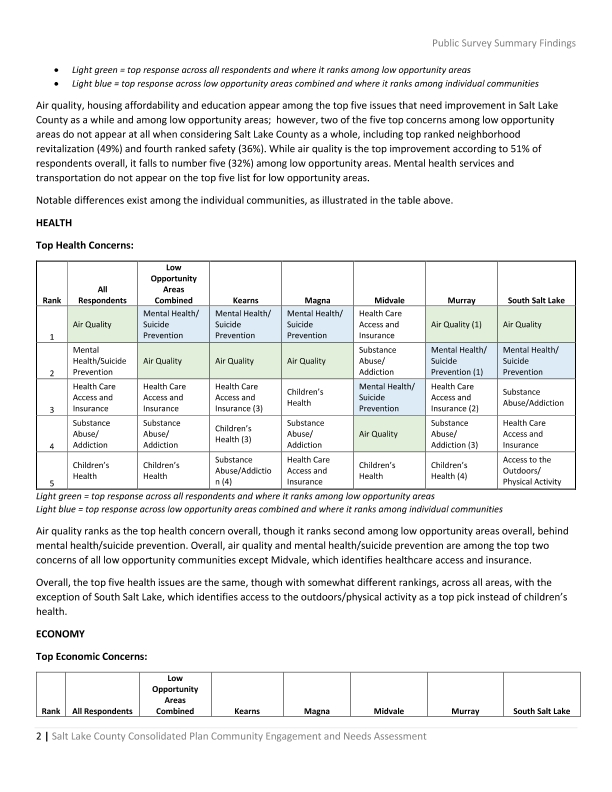 Public Survey Summary Findings
• Light green = top response across all respondents and where it ranks among low opportunity areas
• Light blue = top response across low opportunity areas combined and where it ranks among individual communities
Air quality, housing affordability and education appear among the top five issues that need improvement in Salt Lake
County as a while and among low opportunity areas;  however, two of the five top concerns among low opportunity
areas do not appear at all when considering Salt Lake County as a whole, including top ranked neighborhood
revitalization (49%) and fourth ranked safety (36%). While air quality is the top improvement according to 51% of
respondents overall, it falls to number five (32%) among low opportunity areas. Mental health services and
transportation do not appear on the top five list for low opportunity areas.
Notable differences exist among the individual communities, as illustrated in the table above.
HEALTH
Top Health Concerns:
Rank
All
Respondents
Low
Opportunity
Areas
Combined
Kearns
Magna
Midvale
Murray
South Salt Lake
1
Air Quality
Mental Health/
Suicide
Prevention
Mental Health/
Suicide
Prevention
Mental Health/
Suicide
Prevention
Health Care
Access and
Insurance
Air Quality (1)
Air Quality
2
Mental
Health/Suicide
Prevention
Air Quality
Air Quality
Air Quality
Substance
Abuse/
Addiction
Mental Health/
Suicide
Prevention (1)
Mental Health/
Suicide
Prevention
3
Health Care
Access and
Insurance
Health Care
Access and
Insurance
Health Care
Access and
Insurance (3)
Children's
Health
Mental Health/
Suicide
Prevention
Health Care
Access and
Insurance (2)
Substance
Abuse/Addiction
4
Substance
Abuse/
Addiction
Substance
Abuse/
Addiction
Children's
Health (3)
Substance
Abuse/
Addiction
Air Quality
Substance
Abuse/
Addiction (3)
Health Care
Access and
Insurance
5
Children's
Health
Children's
Health
Substance
Abuse/Addictio
n (4)
Health Care
Access and
Insurance
Children's
Health
Children's
Health (4)
Access to the
Outdoors/
Physical Activity
Light green = top response across all respondents and where it ranks among low opportunity areas
Light blue = top response across low opportunity areas combined and where it ranks among individual communities
Air quality ranks as the top health concern overall, though it ranks second among low opportunity areas overall, behind
mental health/suicide prevention. Overall, air quality and mental health/suicide prevention are among the top two
concerns of all low opportunity communities except Midvale, which identifies healthcare access and insurance.
Overall, the top five health issues are the same, though with somewhat different rankings, across all areas, with the
exception of South Salt Lake, which identifies access to the outdoors/physical activity as a top pick instead of children's
health.
ECONOMY
Top Economic Concerns:
Rank
All Respondents
Low
Opportunity
Areas
Combined
Kearns
Magna
Midvale
Murray
South Salt Lake
2 | Salt Lake County Consolidated Plan Community Engagement and Needs Assessment